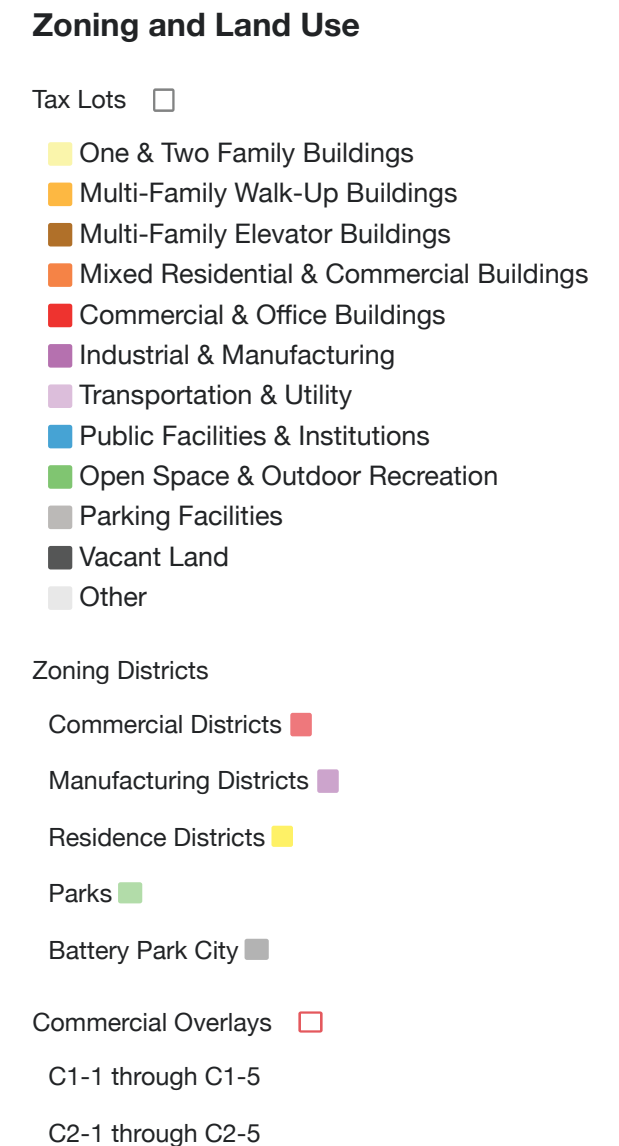 Zoning and Land Use
Tax Lots
One & Two Family Buildings
Multi-Family Walk-Up Buildings
Multi-Family Elevator Buildings
Mixed Residential & Commercial Buildings
Commercial & Office Buildings
Industrial & Manufacturing
Transportation & Utility
Public Facilities & Institutions
Open Space & Outdoor Recreation
Parking Facilities
Vacant Land
Other
Zoning Districts
Commercial Districts
Manufacturing Districts
Residence Districts
Parks
Battery Park City
Commercial Overlays
C1-1 through C1-5
C2-1 through C2-5